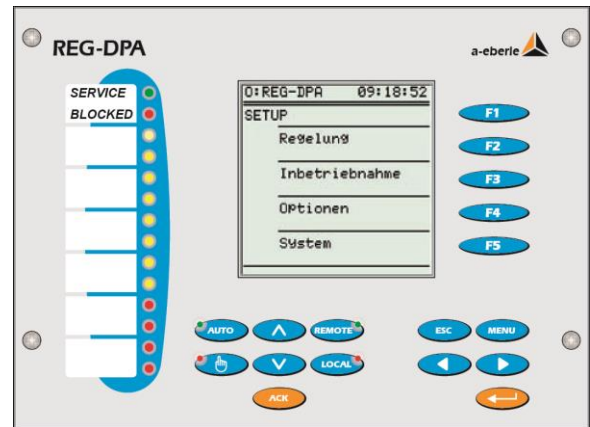 REG-DPA
a-eberle
SERVICE
BLOCKED
0:REG-DPA 09:18:52
SETUP
Regelung
Inbetriebnahme
Optionen
System
F1
F2
F3
F4
F5
AUTO
REMOTE
ESC
MENU
LOCAL
ACK